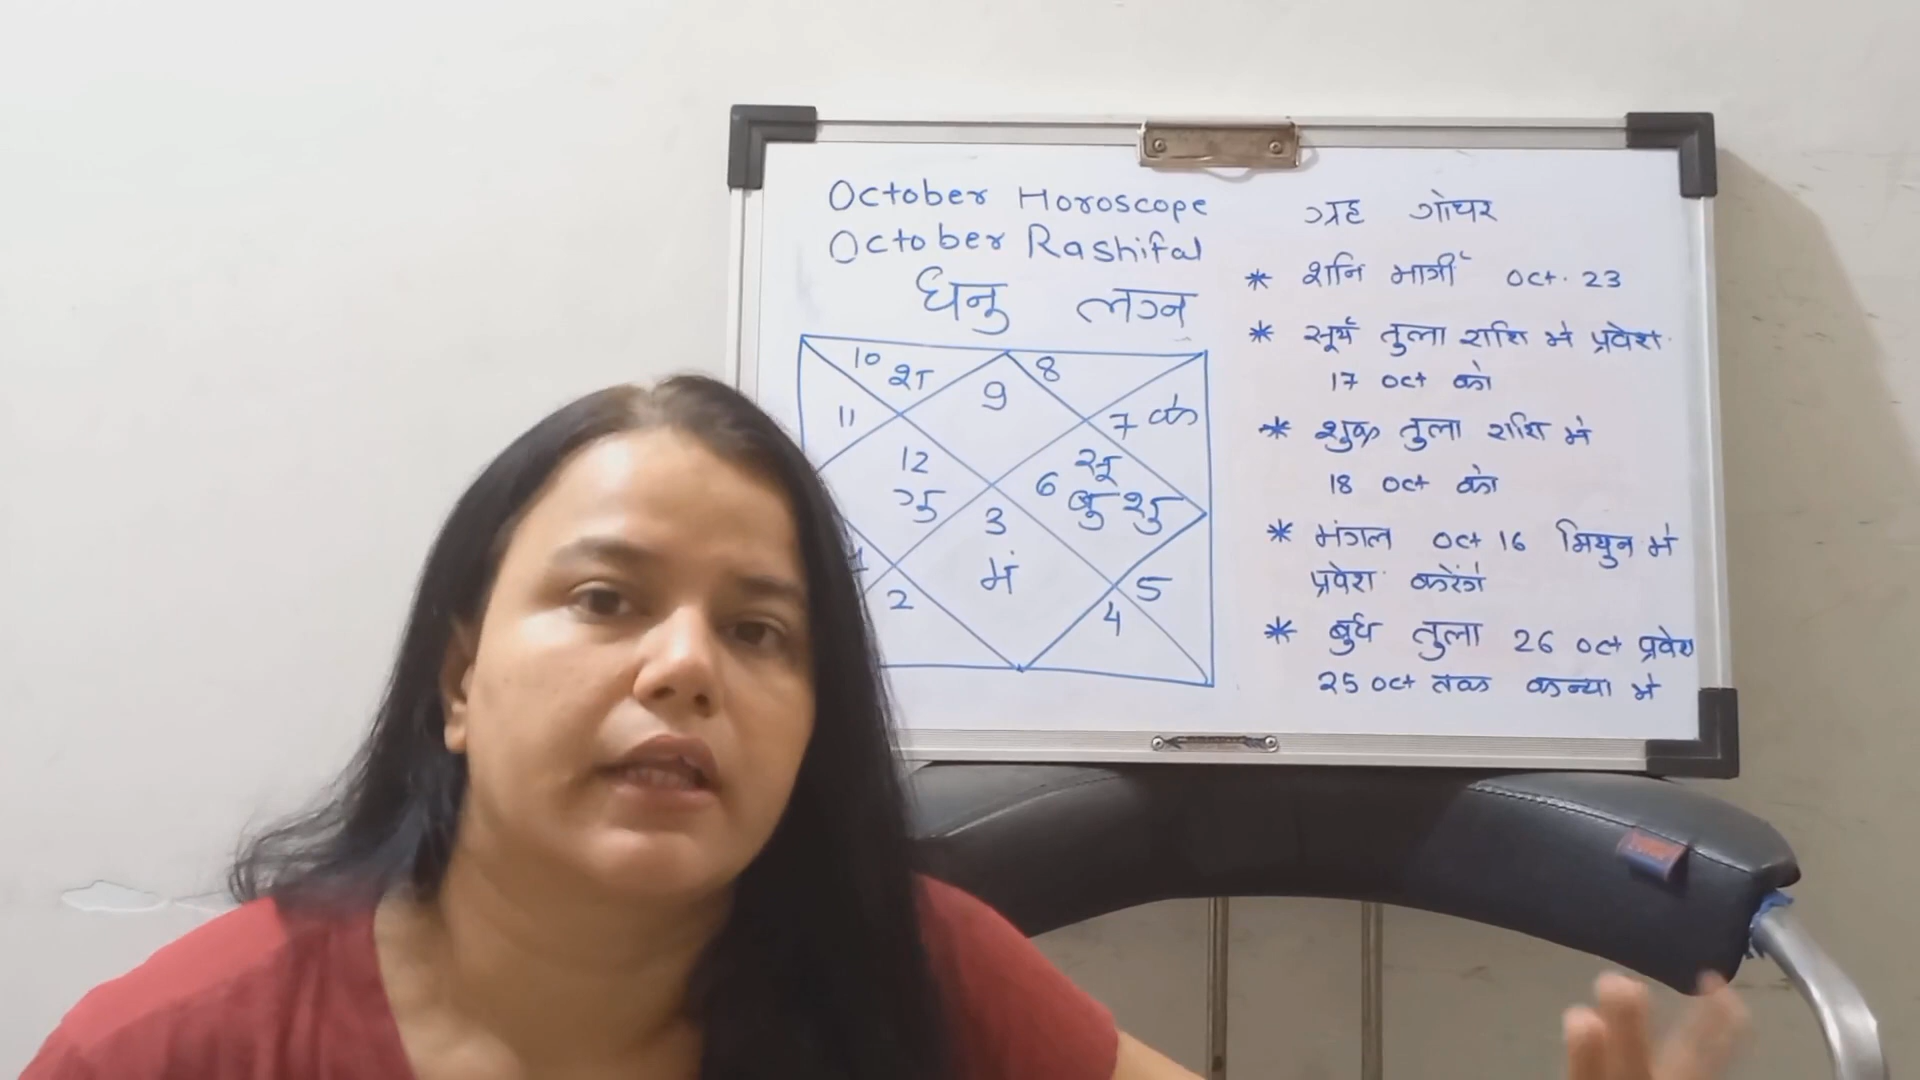 October Horoscope
October Rashifal
धनु लग्न
10 श
8
9
11
7 के
12
गु
6 सू
बु शु
3
मं
2
5
4
ग्रह गोचर
* शनि मार्गी Oct. 23
* सूर्य तुला राशि में प्रवेश
17 Oct को
* शुक्र तुला राशि में
18 Oct को
* मंगल Oct 16 मिथुन में
प्रवेश करेंगे
* बुध तुला 26 Oct प्रवेश
25 Oct तक कन्या में